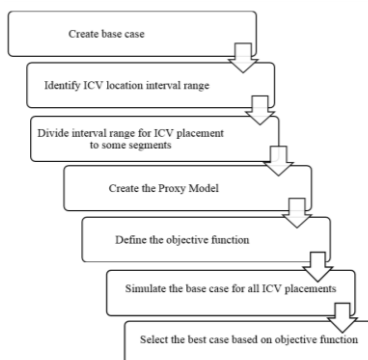 Create base case
Identify ICV location interval range
Divide interval range for ICV placement
to some segments
Create the Proxy Model
Define the objective function
Simulate the base case for all ICV placements
Select the best case based on objective function